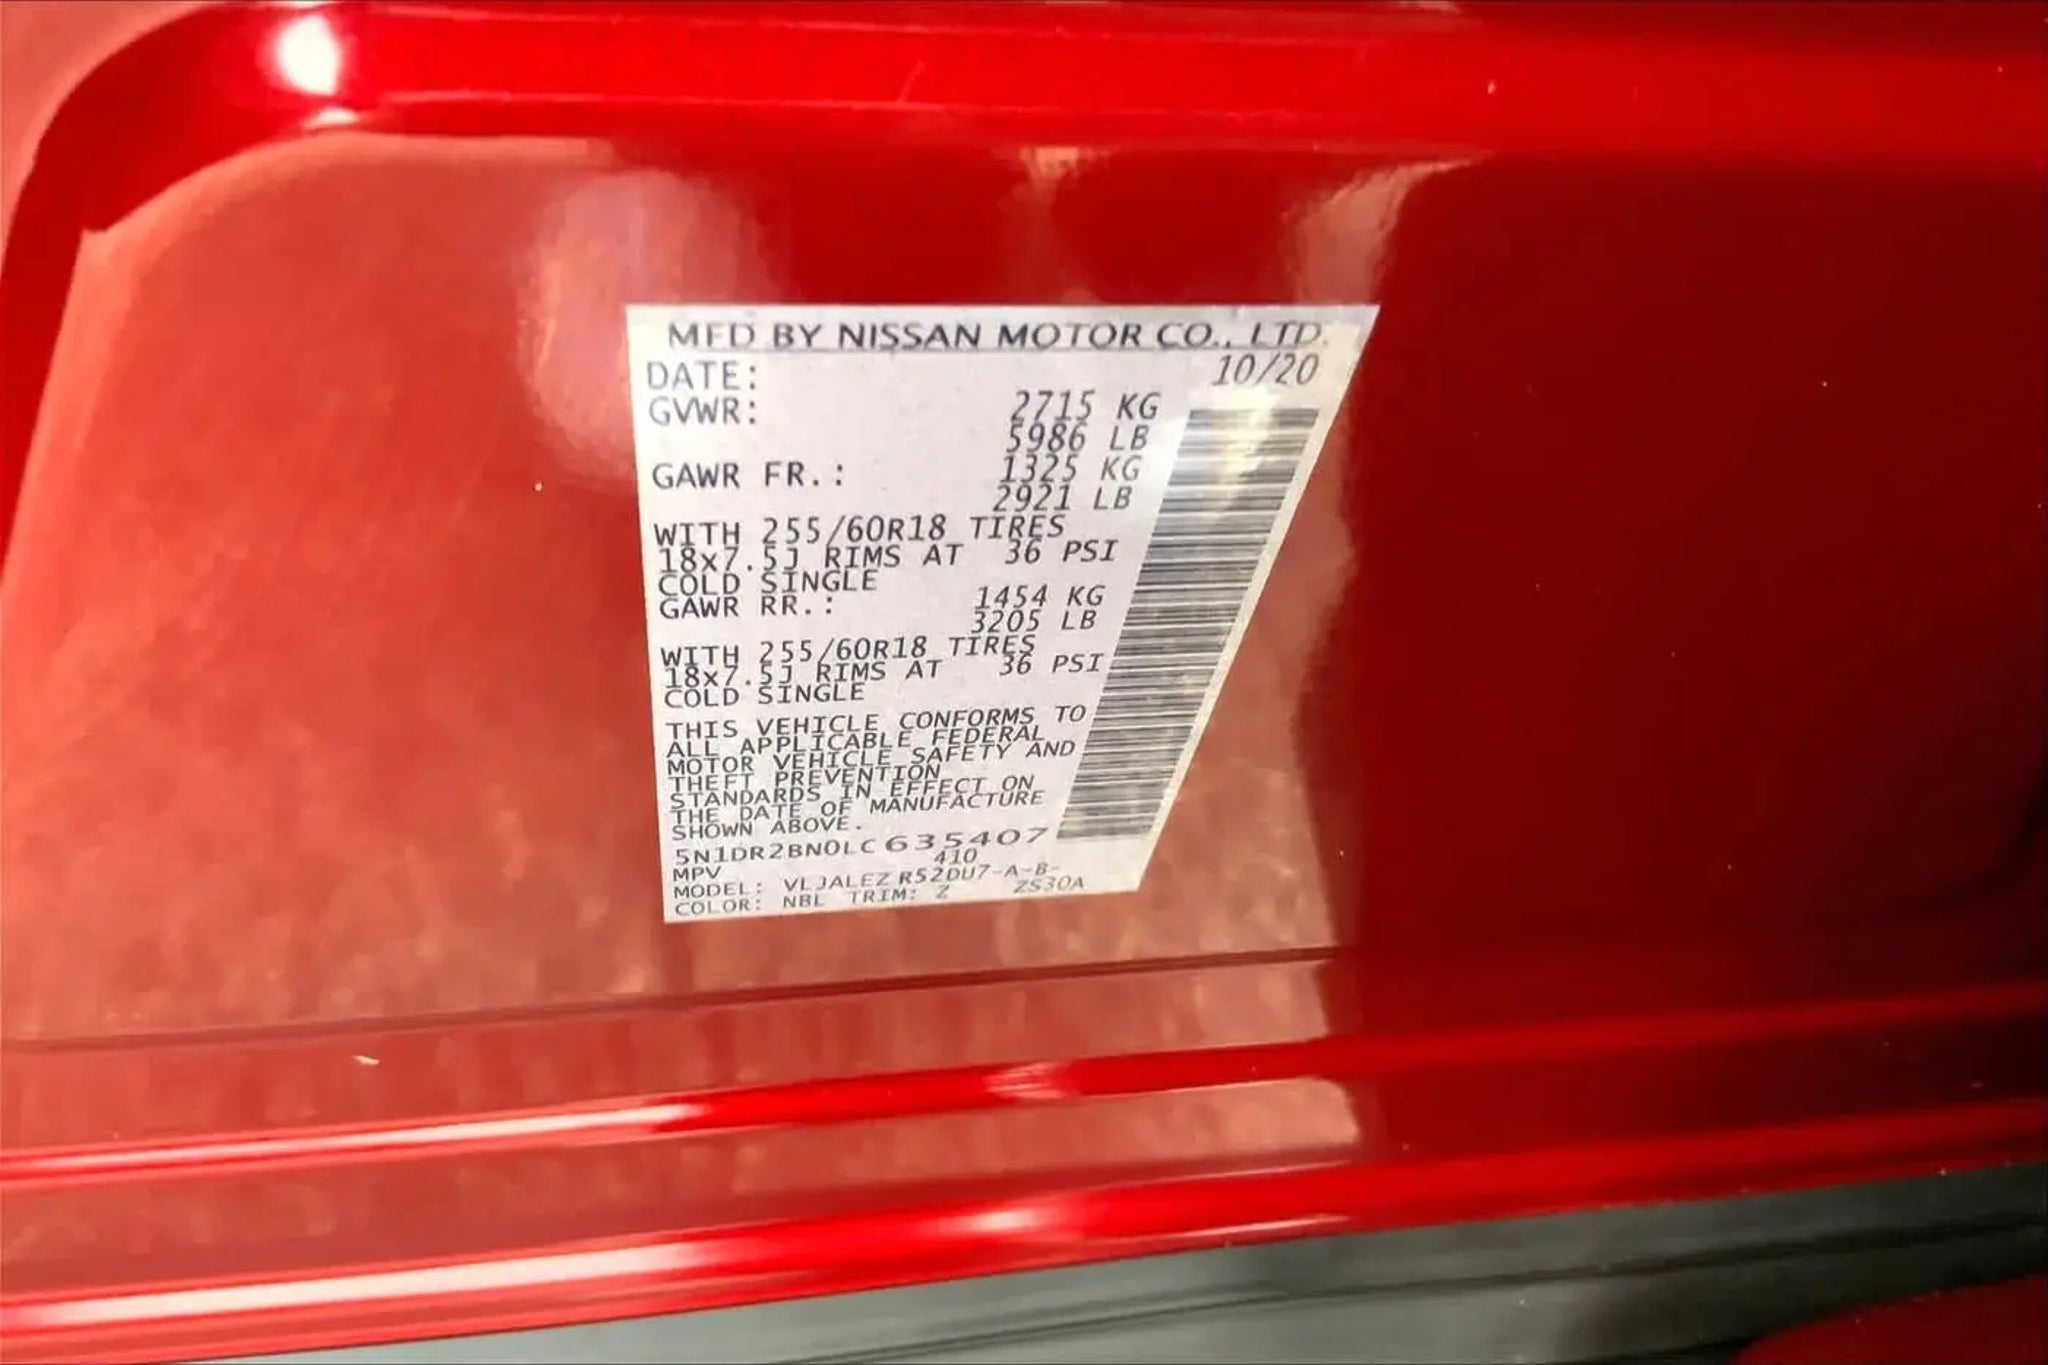 MFD BY NISSAN MOTOR CO., LTD.
DATE: 10/20
GVWR: 2715 KG
5986 LB
GAWR FR.: 1325 KG
2921 LB
WITH 255/60R18 TIRES
18x7.5J RIMS AT 36 PSI
COLD SINGLE
GAWR RR.: 1454 KG
3205 LB
WITH 255/60R18 TIRES
18x7.5J RIMS AT 36 PSI
COLD SINGLE
THIS VEHICLE CONFORMS TO
ALL APPLICABLE FEDERAL
MOTOR VEHICLE SAFETY AND
THEFT PREVENTION
STANDARDS IN EFFECT ON
THE DATE OF MANUFACTURE
SHOWN ABOVE.
5N1DR2BN0LC635407
MPV 410
MODEL: VLJALEZ R52DU7-A-B-
COLOR: NBL TRIM: Z ZS30A